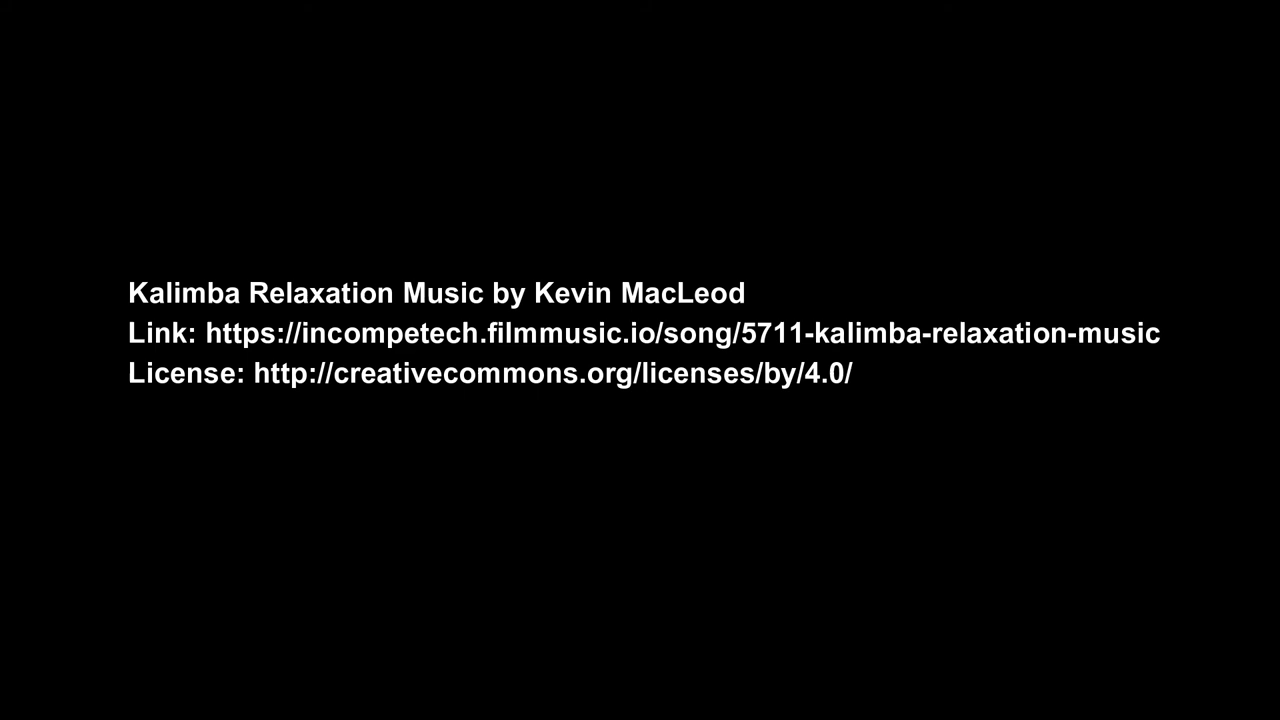 Kalimba Relaxation Music by Kevin MacLeod
Link: https://incompetech.filmmusic.io/song/5711-kalimba-relaxation-music
License: http://creativecommons.org/licenses/by/4.0/